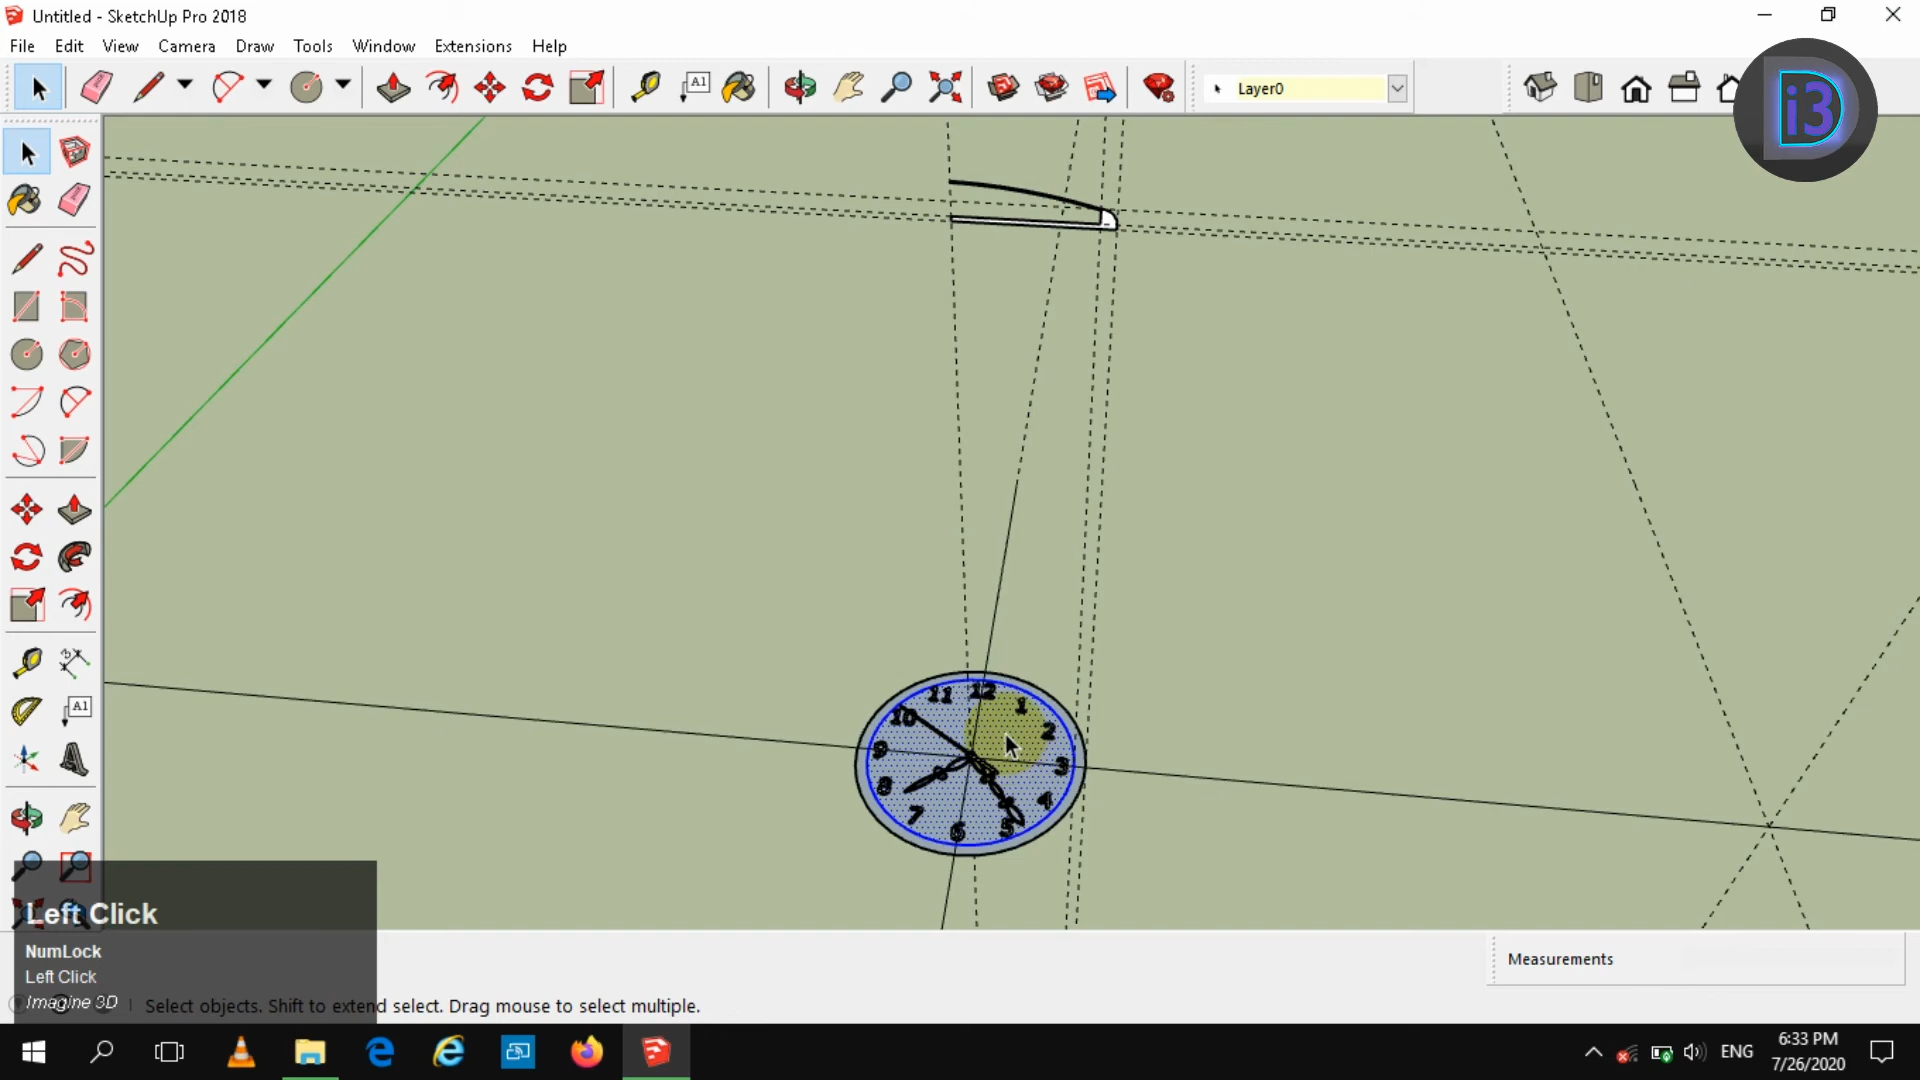 Untitled - SketchUp Pro 2018
File Edit View Camera Draw Tools Window Extensions Help
A1
Layer0
i3
A1
11 12 1
10 2
9 3
8 4
7 6 5
Left Click
NumLock
Left Click
Imagine 3D
Measurements
Select objects. Shift to extend select. Drag mouse to select multiple.
ENG
6:33 PM
7/26/2020